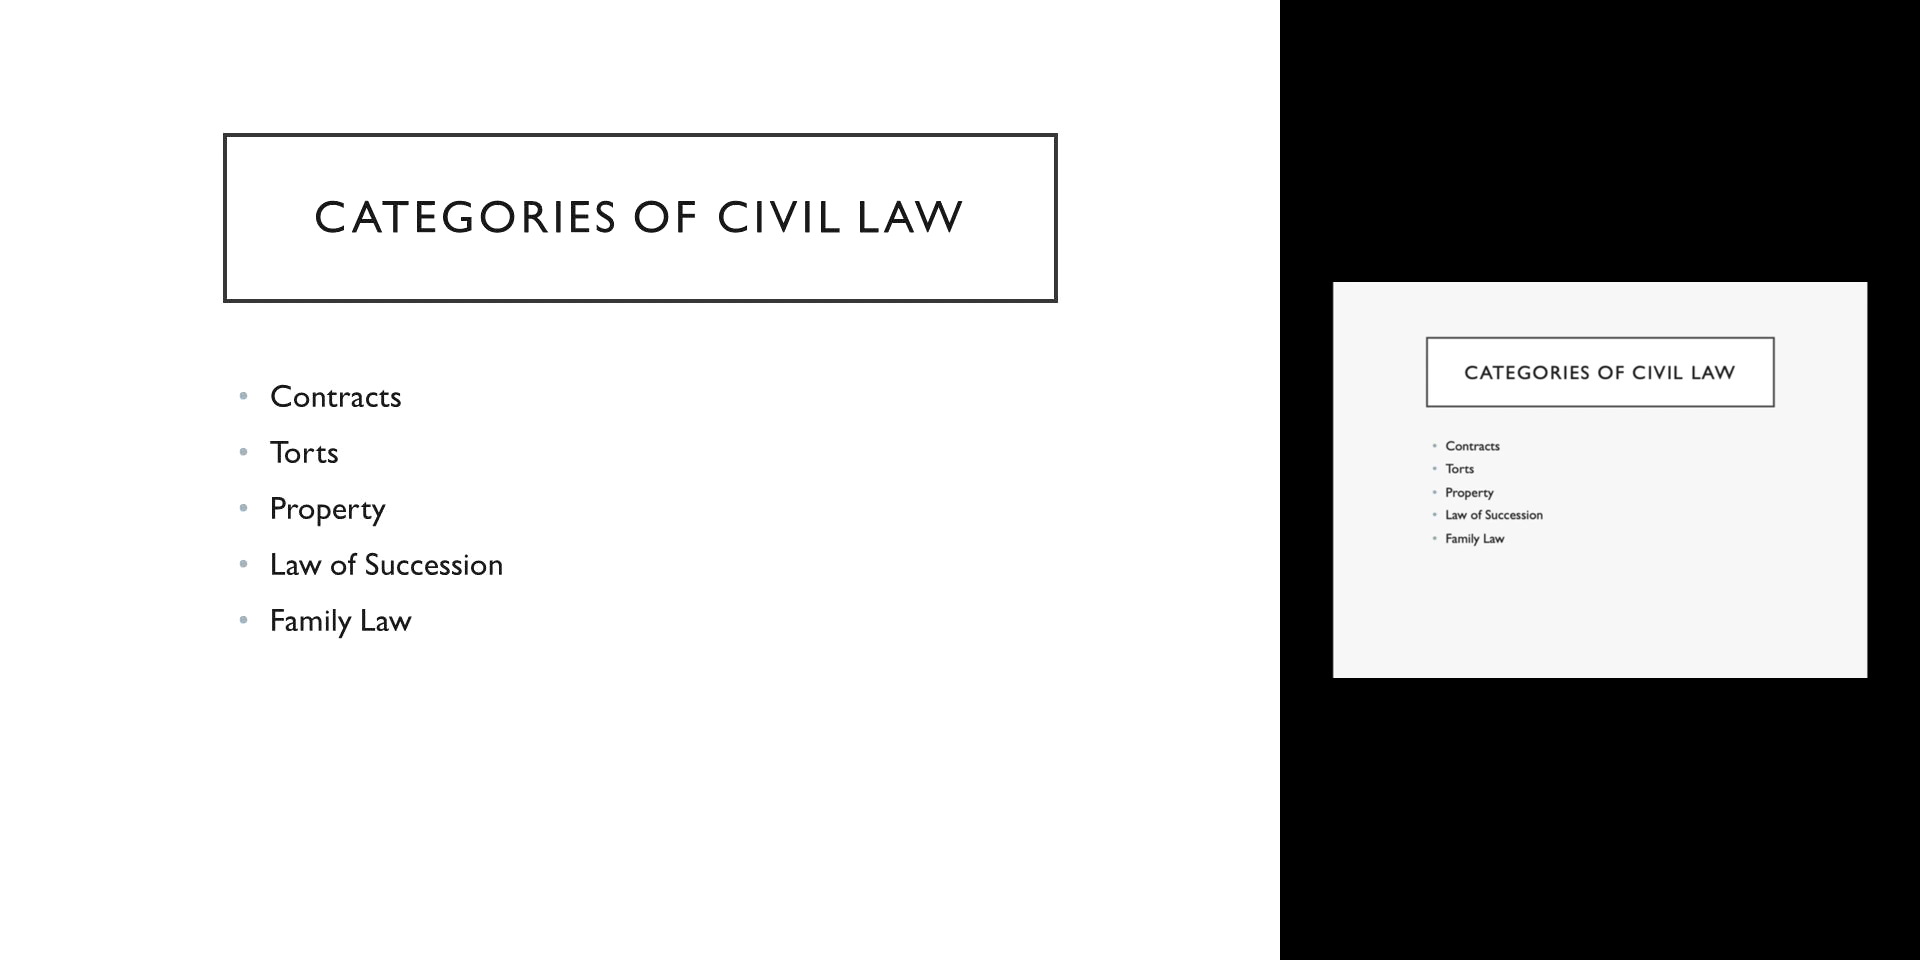 CATEGORIES OF CIVIL LAW
• Contracts
• Torts
• Property
• Law of Succession
• Family Law
CATEGORIES OF CIVIL LAW
• Contracts
• Torts
• Property
• Law of Succession
• Family Law